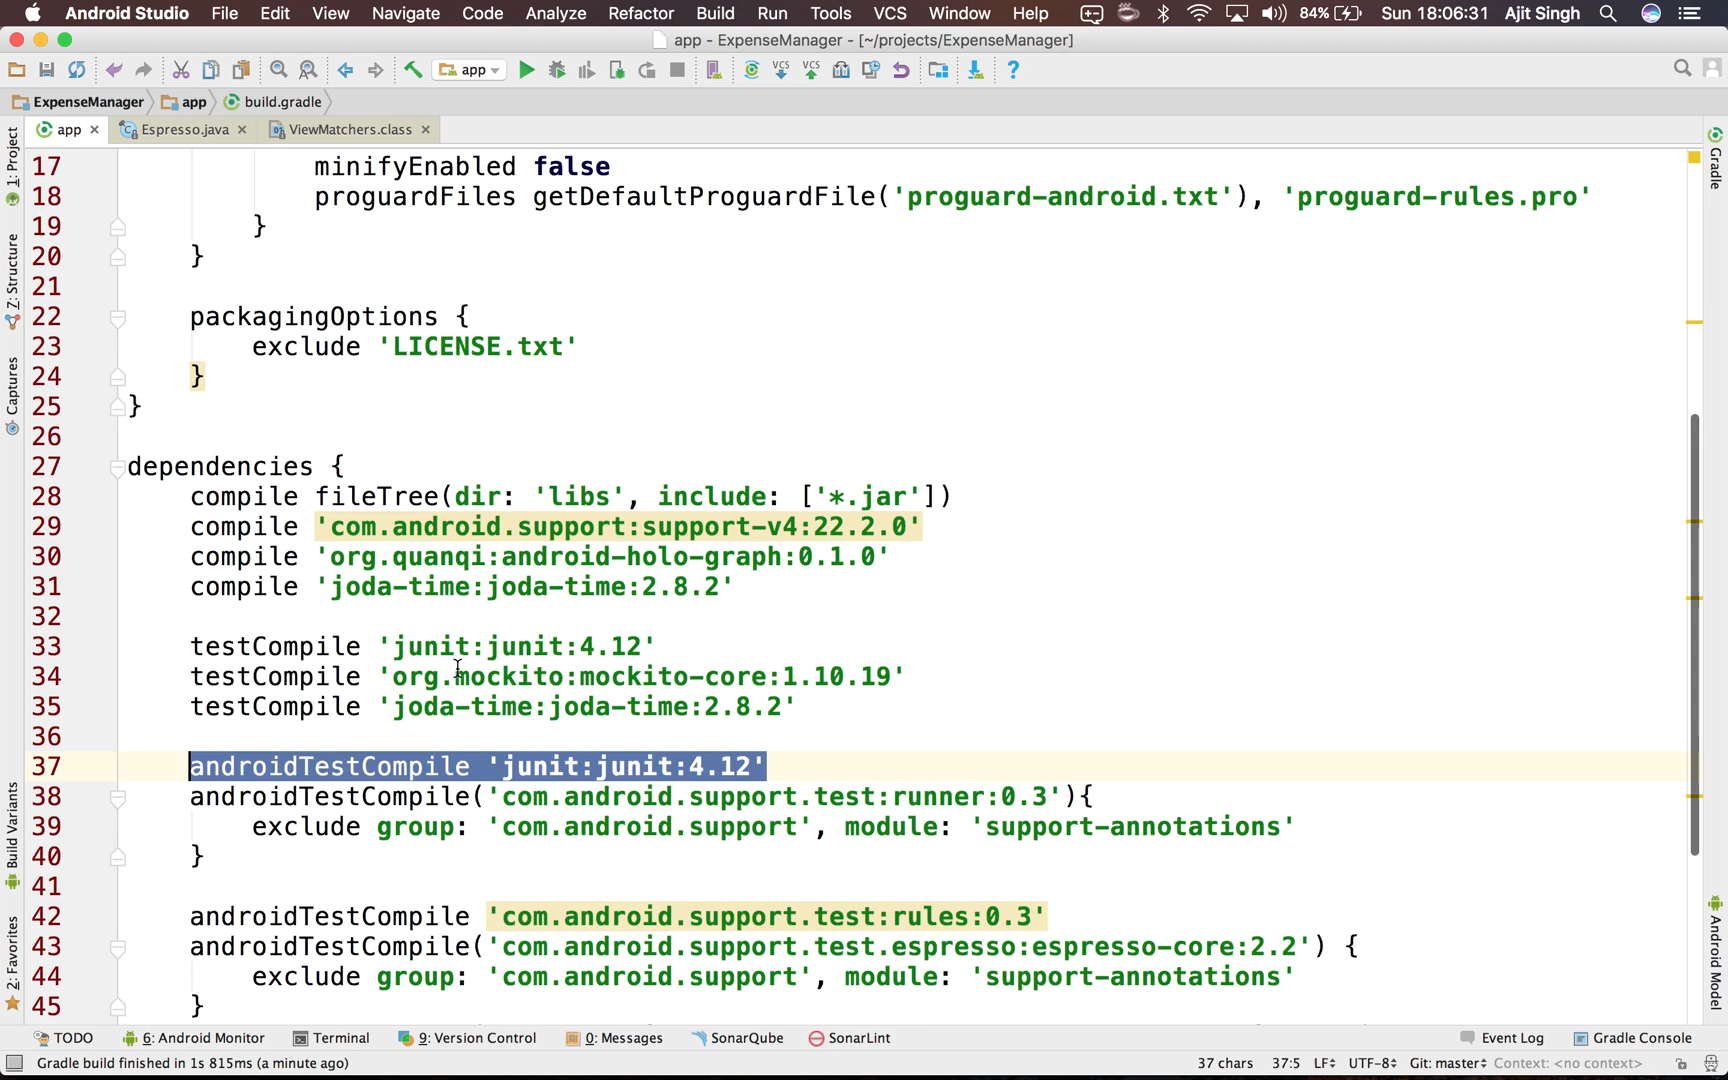 Android Studio File Edit View Navigate Code Analyze Refactor Build Run Tools VCS Window Help 84% Sun 18:06:31 Ajit Singh
app - ExpenseManager - [~/projects/ExpenseManager]
app VCS VCS ?
ExpenseManager app build.gradle
app Espresso.java ViewMatchers.class
1: Project
Z: Structure
Captures
Build Variants
2: Favorites
17 minifyEnabled false
18 proguardFiles getDefaultProguardFile('proguard-android.txt'), 'proguard-rules.pro'
19 }
20 }
21
22 packagingOptions {
23 exclude 'LICENSE.txt'
24 }
25 }
26
27 dependencies {
28 compile fileTree(dir: 'libs', include: ['*.jar'])
29 compile 'com.android.support:support-v4:22.2.0'
30 compile 'org.quanqi:android-holo-graph:0.1.0'
31 compile 'joda-time:joda-time:2.8.2'
32
33 testCompile 'junit:junit:4.12'
34 testCompile 'org.mockito:mockito-core:1.10.19'
35 testCompile 'joda-time:joda-time:2.8.2'
36
37 androidTestCompile 'junit:junit:4.12'
38 androidTestCompile('com.android.support.test:runner:0.3'){
39 exclude group: 'com.android.support', module: 'support-annotations'
40 }
41
42 androidTestCompile 'com.android.support.test:rules:0.3'
43 androidTestCompile('com.android.support.test.espresso:espresso-core:2.2') {
44 exclude group: 'com.android.support', module: 'support-annotations'
45 }
Gradle
Android Model
TODO 6: Android Monitor Terminal 9: Version Control 0: Messages SonarQube SonarLint Event Log Gradle Console
Gradle build finished in 1s 815ms (a minute ago) 37 chars 37:5 LF UTF-8 Git: master Context: <no context>